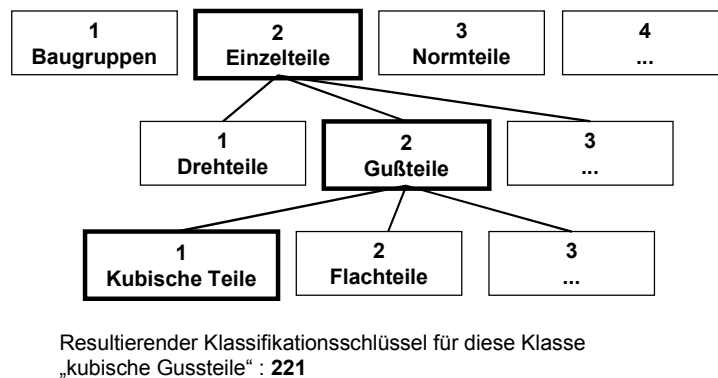 1
Baugruppen
2
Einzelteile
3
Normteile
4
...
1
Drehteile
2
Gußteile
3
...
1
Kubische Teile
2
Flachteile
3
...
Resultierender Klassifikationsschlüssel für diese Klasse
„kubische Gussteile“ : 221